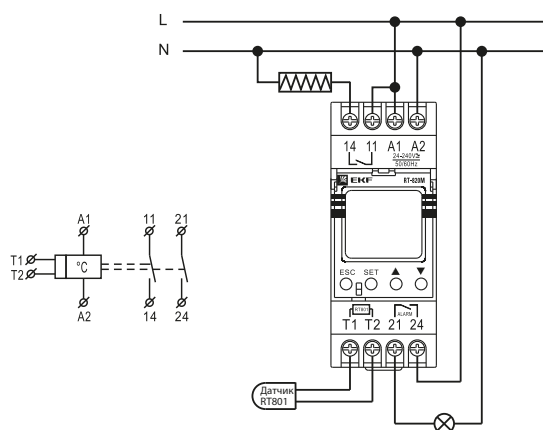 L
N
14 11 A1 A2
24-240V≂
50/60Hz
EKF RT-820M
ESC SET ▲ ▼
RT801
ALARM
T1 T2 21 24
Датчик
RT801
A1 11 21
T1
T2
°C
A2 14 24